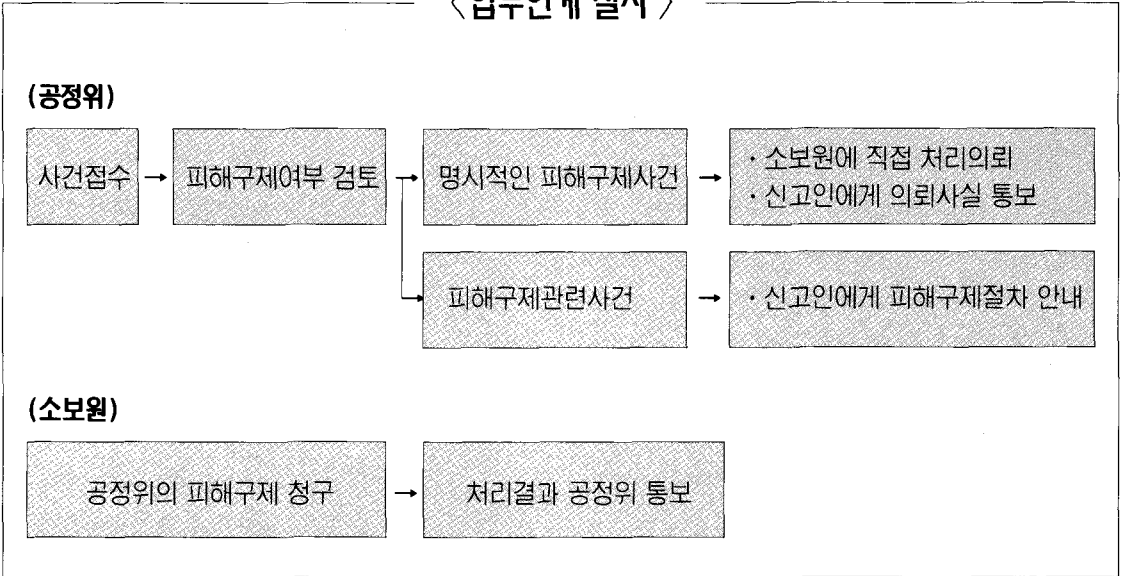 (공정위)
사건접수 → 피해구제여부 검토 → 명시적인 피해구제사건 → · 소보원에 직접 처리의뢰
· 신고인에게 의뢰사실 통보
피해구제관련사건 → · 신고인에게 피해구제절차 안내
(소보원)
공정위의 피해구제 청구 → 처리결과 공정위 통보